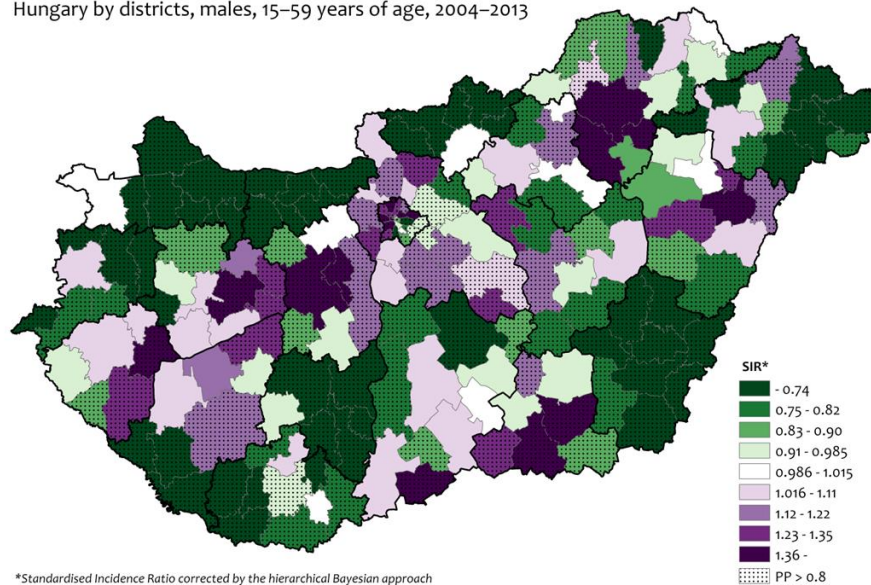 Hungary by districts, males, 15–59 years of age, 2004–2013
SIR*
- 0.74
0.75 - 0.82
0.83 - 0.90
0.91 - 0.985
0.986 - 1.015
1.016 - 1.11
1.12 - 1.22
1.23 - 1.35
1.36 -
PP > 0.8
*Standardised Incidence Ratio corrected by the hierarchical Bayesian approach